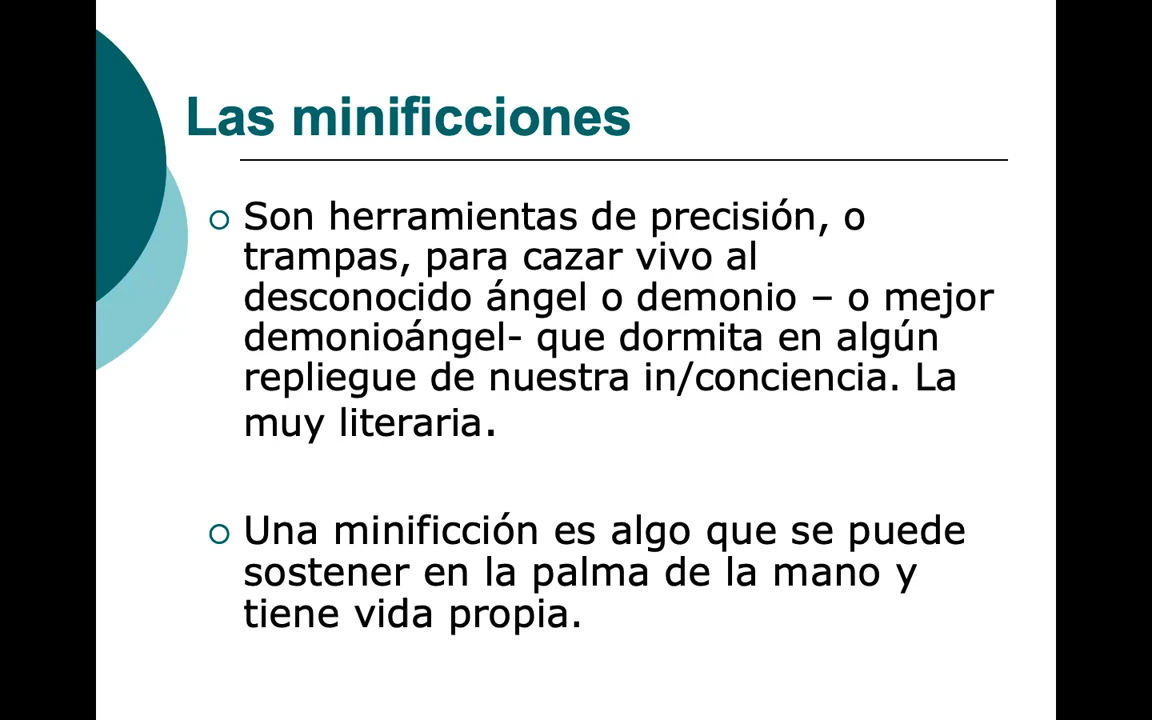 Las minificciones
Son herramientas de precisión, o
trampas, para cazar vivo al
desconocido ángel o demonio – o mejor
demonioángel- que dormita en algún
repliegue de nuestra in/conciencia. La
muy literaria.
Una minificción es algo que se puede
sostener en la palma de la mano y
tiene vida propia.